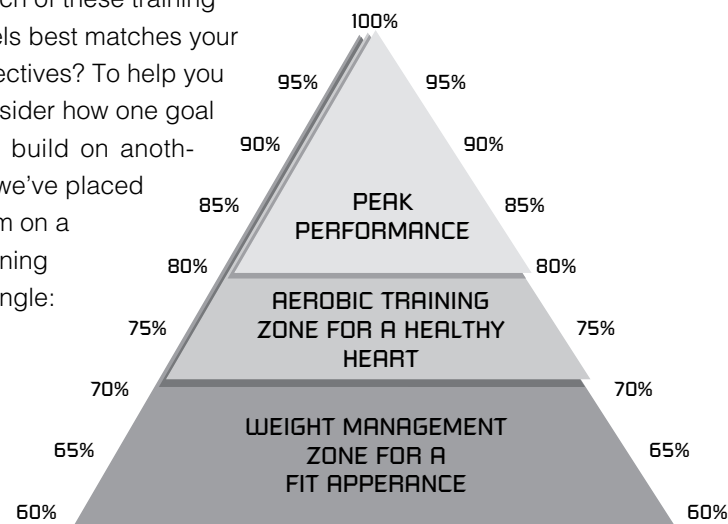 ch of these training
els best matches your
ectives? To help you
sider how one goal
build on anoth-
we've placed
m on a
ning
ngle:
100%
95% 95%
90% 90%
85% 85%
PEAK
PERFORMANCE
80% 80%
AEROBIC TRAINING
ZONE FOR A HEALTHY
HEART
75% 75%
70% 70%
WEIGHT MANAGEMENT
ZONE FOR A
FIT APPERANCE
65% 65%
60% 60%